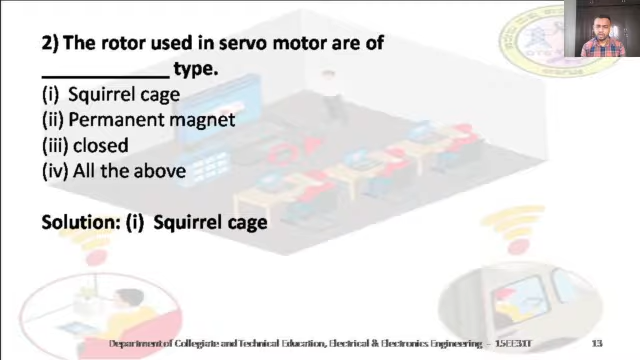 2) The rotor used in servo motor are of
____________ type.
(i) Squirrel cage
(ii) Permanent magnet
(iii) closed
(iv) All the above
Solution: (i) Squirrel cage
Department of Collegiate and Technical Education, Electrical & Electronics Engineering – 15EE31T
13